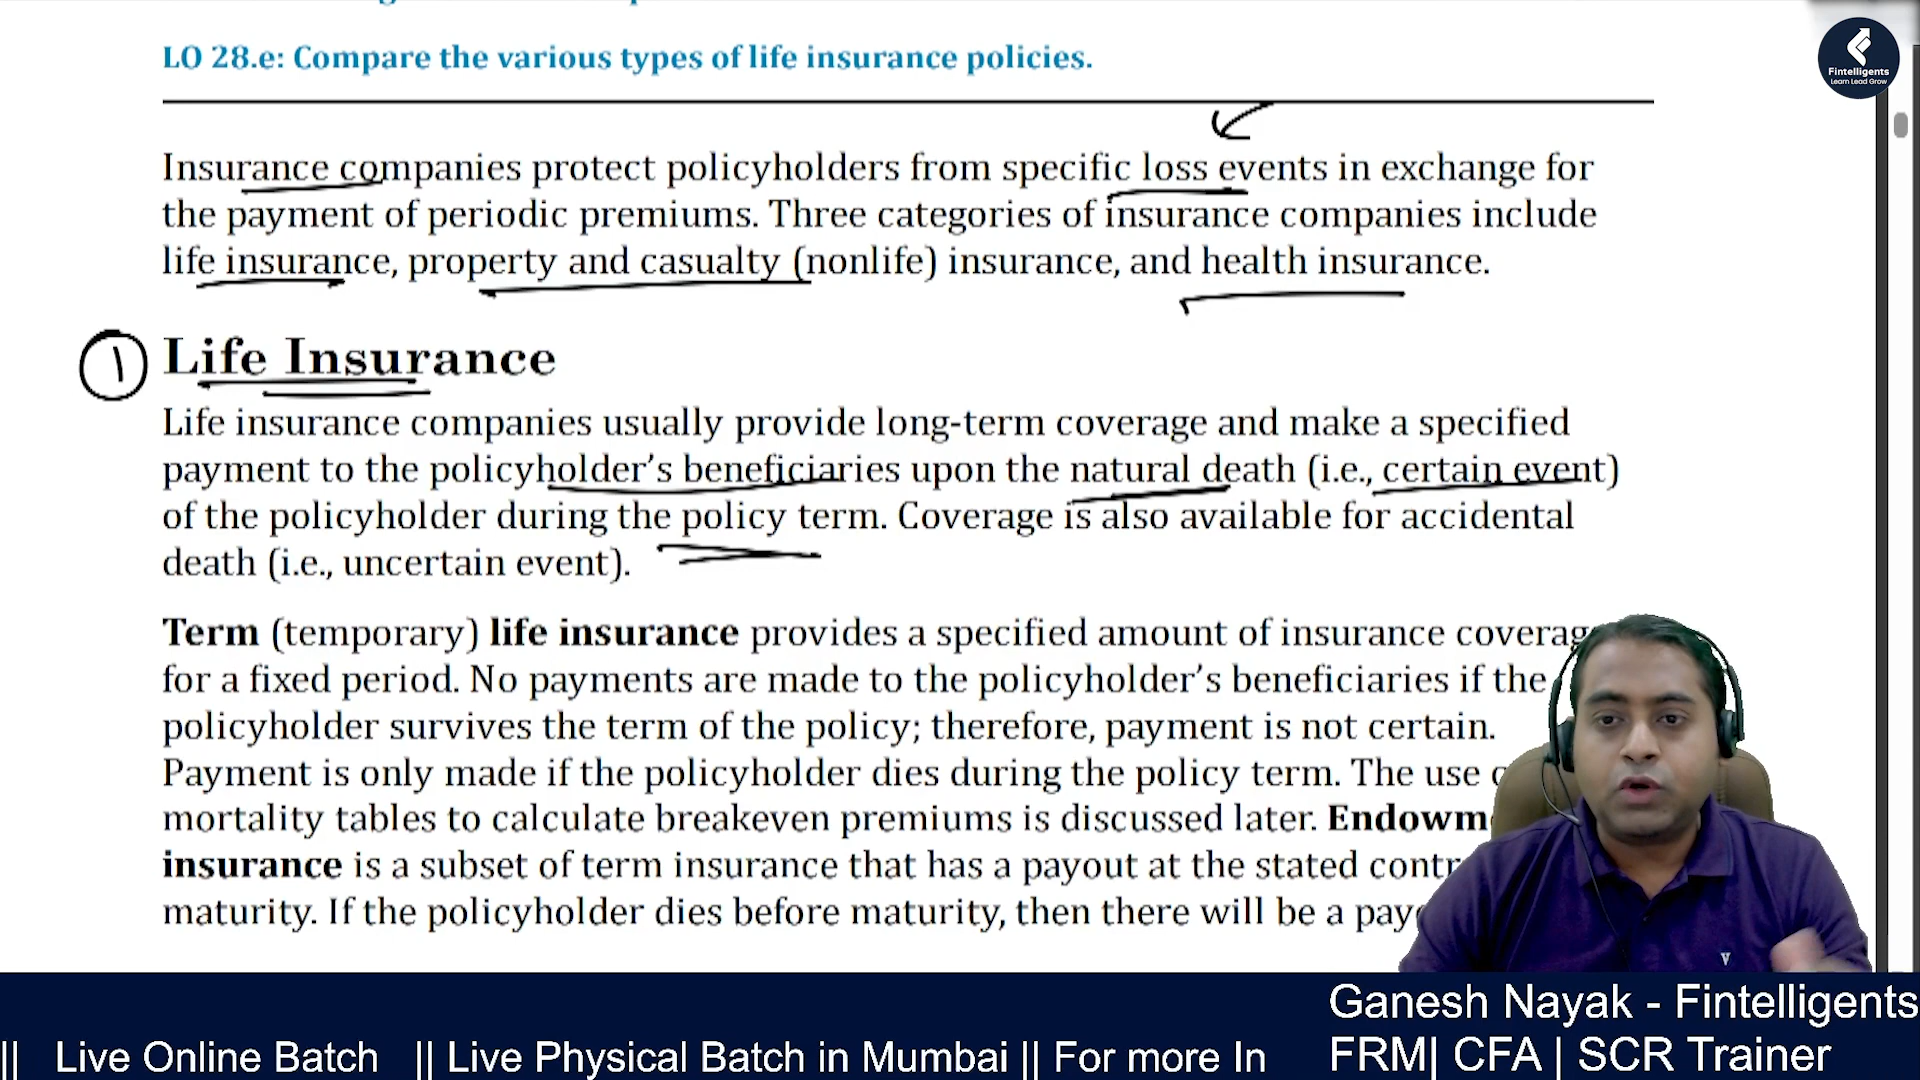 LO 28.e: Compare the various types of life insurance policies.
Fintelligents
Learn Lead Grow
Insurance companies protect policyholders from specific loss events in exchange for
the payment of periodic premiums. Three categories of insurance companies include
life insurance, property and casualty (nonlife) insurance, and health insurance.
1
Life Insurance
Life insurance companies usually provide long-term coverage and make a specified
payment to the policyholder’s beneficiaries upon the natural death (i.e., certain event)
of the policyholder during the policy term. Coverage is also available for accidental
death (i.e., uncertain event).
Term (temporary) life insurance provides a specified amount of insurance coverag
for a fixed period. No payments are made to the policyholder’s beneficiaries if the
policyholder survives the term of the policy; therefore, payment is not certain.
Payment is only made if the policyholder dies during the policy term. The use
mortality tables to calculate breakeven premiums is discussed later. Endowm
insurance is a subset of term insurance that has a payout at the stated contr
maturity. If the policyholder dies before maturity, then there will be a pay
V
Ganesh Nayak - Fintelligents
|| Live Online Batch || Live Physical Batch in Mumbai || For more In
FRM| CFA | SCR Trainer